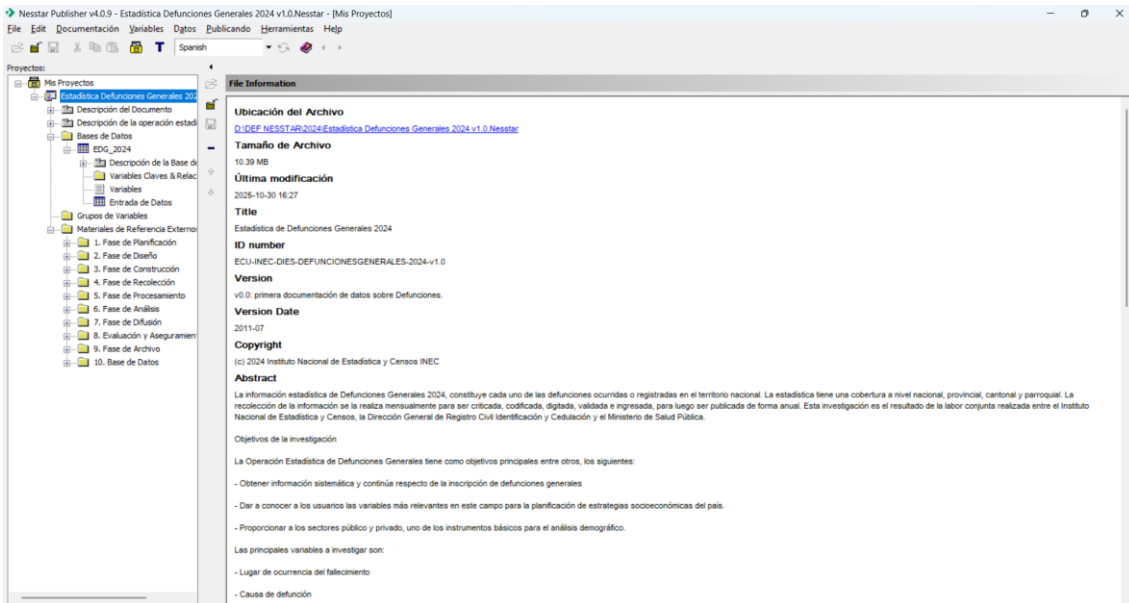 Nesstar Publisher v4.0.9 - Estadística Defunciones Generales 2024 v1.0.Nesstar - [Mis Proyectos]
File Edit Documentación Variables Datos Publicando Herramientas Help
Spanish
Proyectos:
Mis Proyectos
Estadística Defunciones Generales 202
Descripción del Documento
Descripción de la operación estadí
Bases de Datos
EDG_2024
Descripción de la Base de
Variables Claves & Relac
Variables
Entrada de Datos
Grupos de Variables
Materiales de Referencia Externos
1. Fase de Planificación
2. Fase de Diseño
3. Fase de Construcción
4. Fase de Recolección
5. Fase de Procesamiento
6. Fase de Análisis
7. Fase de Difusión
8. Evaluación y Aseguramien
9. Fase de Archivo
10. Base de Datos
File Information
Ubicación del Archivo
D:\DEF NESSTAR\2024\Estadística Defunciones Generales 2024 v1.0.Nesstar
Tamaño de Archivo
10.39 MB
Última modificación
2025-10-30 16:27
Title
Estadística de Defunciones Generales 2024
ID number
ECU-INEC-DIES-DEFUNCIONESGENERALES-2024-v1.0
Version
v0.0: primera documentación de datos sobre Defunciones.
Version Date
2011-07
Copyright
(c) 2024 Instituto Nacional de Estadística y Censos INEC
Abstract
La información estadística de Defunciones Generales 2024, constituye cada uno de las defunciones ocurridas o registradas en el territorio nacional. La estadística tiene una cobertura a nivel nacional, provincial, cantonal y parroquial. La
recolección de la información se la realiza mensualmente para ser criticada, codificada, digitada, validada e ingresada, para luego ser publicada de forma anual. Esta investigación es el resultado de la labor conjunta realizada entre el Instituto
Nacional de Estadística y Censos, la Dirección General de Registro Civil Identificación y Cedulación y el Ministerio de Salud Pública.
Objetivos de la investigación
La Operación Estadística de Defunciones Generales tiene como objetivos principales entre otros, los siguientes:
- Obtener información sistemática y continúa respecto de la inscripción de defunciones generales
- Dar a conocer a los usuarios las variables más relevantes en este campo para la planificación de estrategias socioeconómicas del país.
- Proporcionar a los sectores público y privado, uno de los instrumentos básicos para el análisis demográfico.
Las principales variables a investigar son:
- Lugar de ocurrencia del fallecimiento
- Causa de defunción